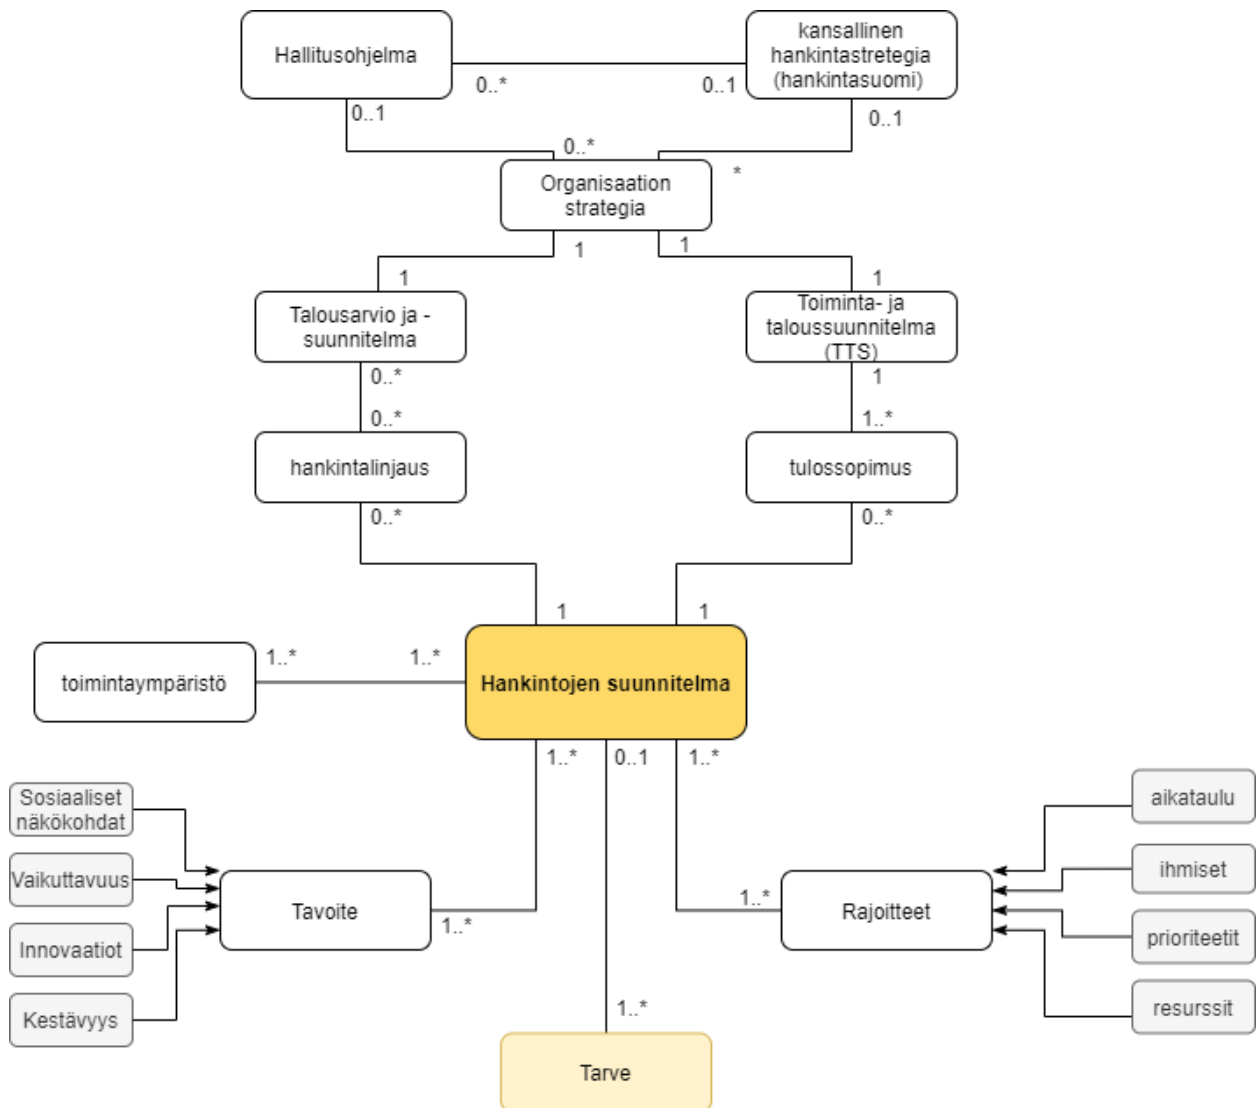 Hallitusohjelma
kansallinen
hankintastretegia
(hankintasuomi)
0..*
0..1
0..1
0..1
0..*
*
Organisaation
strategia
1
1
1
1
Talousarvio ja -
suunnitelma
Toiminta- ja
taloussuunnitelma
(TTS)
0..*
1
0..*
1..*
hankintalinjaus
tulossopimus
0..*
0..*
1
1
toimintaympäristö
1..*
1..*
Hankintojen suunnitelma
1..*
0..1
1..*
Sosiaaliset
näkökohdat
Vaikuttavuus
Innovaatiot
Kestävyys
Tavoite
1..*
1..*
Rajoitteet
aikataulu
ihmiset
prioriteetit
resurssit
1..*
Tarve